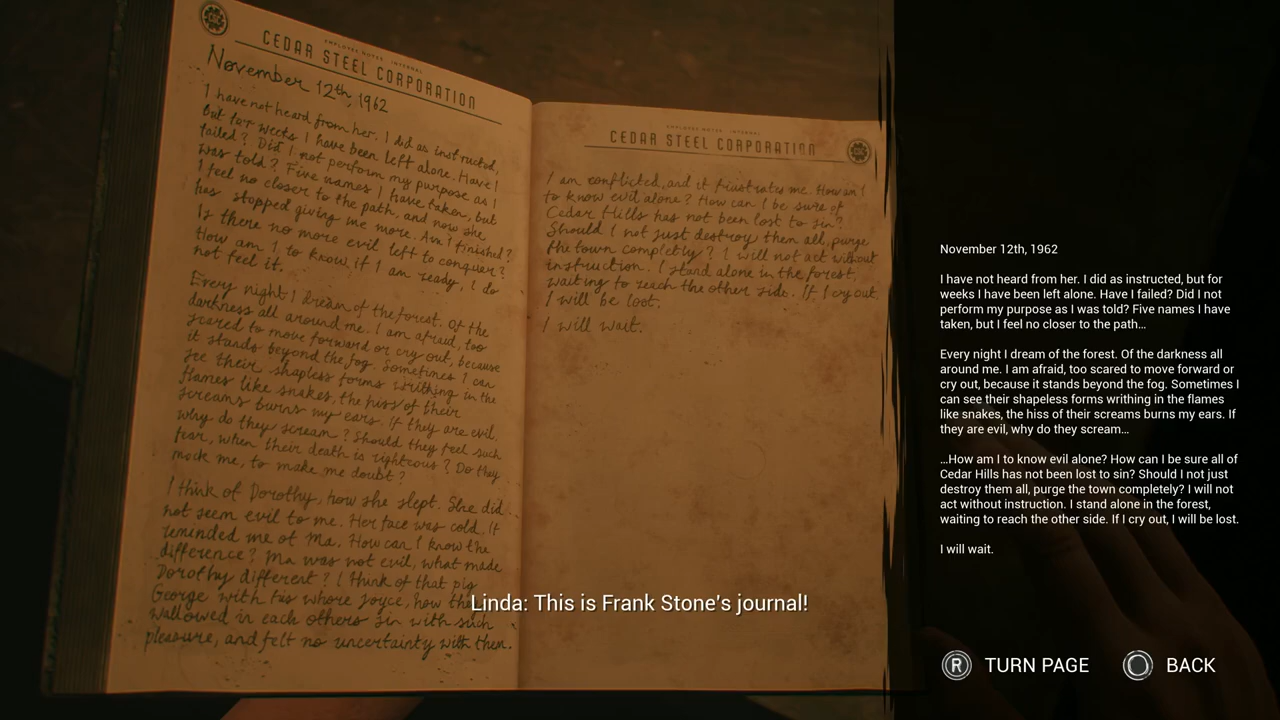 EMPLOYEE NOTES - INTERNAL
CEDAR STEEL CORPORATION
November 12th, 1962
I have not heard from her. I did as instructed,
But for weeks I have been left alone. Have I
failed? Did I not perform my purpose as I
was told? Five names I have taken, but
I feel no closer to the path, and now she
has stopped giving me more. Am I finished?
Is there no more evil left to conquer?
How am I to know if I am ready, I do
not feel it.
Every night I dream of the forest. Of the
darkness all around me. I am afraid, too
scared to move forward or cry out, because
it stands beyond the fog. Sometimes I can
see their shapless forms writhing in the
flames like snakes, the hiss of their
screams burns my ears. If they are evil,
why do they scream? Should they feel such
fear, when their death is rightrous? Do they
mock me, to make me doubt?
I think of Dorothy, how she slept. She did
not seem evil to me. Her face was cold. It
reminded me of Ma. How can I know the
difference? Ma was not evil, what made
Dorothy different? I think of that pig
George with his whore Joyce, how
wallowed in each others sin with such
pleasure, and felt no uncertainty with them.
EMPLOYEE NOTES - INTERNAL
CEDAR STEEL CORPORATION
I am conflicted, and it frustrates me. How am I
to know evil alone? How can I be sure of
Cedar Hills has not been lost to sin?
Should I not just destroy them all, purge
the town completly? I will not act without
instruction. I stand alone in the forest,
waiting to reach the other side. If I cry out,
I will be lost.
I will wait.
November 12th, 1962
I have not heard from her. I did as instructed, but for
weeks I have been left alone. Have I failed? Did I not
perform my purpose as I was told? Five names I have
taken, but I feel no closer to the path…
Every night I dream of the forest. Of the darkness all
around me. I am afraid, too scared to move forward or
cry out, because it stands beyond the fog. Sometimes I
can see their shapeless forms writhing in the flames
like snakes, the hiss of their screams burns my ears. If
they are evil, why do they scream…
…How am I to know evil alone? How can I be sure all of
Cedar Hills has not been lost to sin? Should I not just
destroy them all, purge the town completely? I will not
act without instruction. I stand alone in the forest,
waiting to reach the other side. If I cry out, I will be lost.
I will wait.
Linda: This is Frank Stone's journal!
R TURN PAGE
BACK